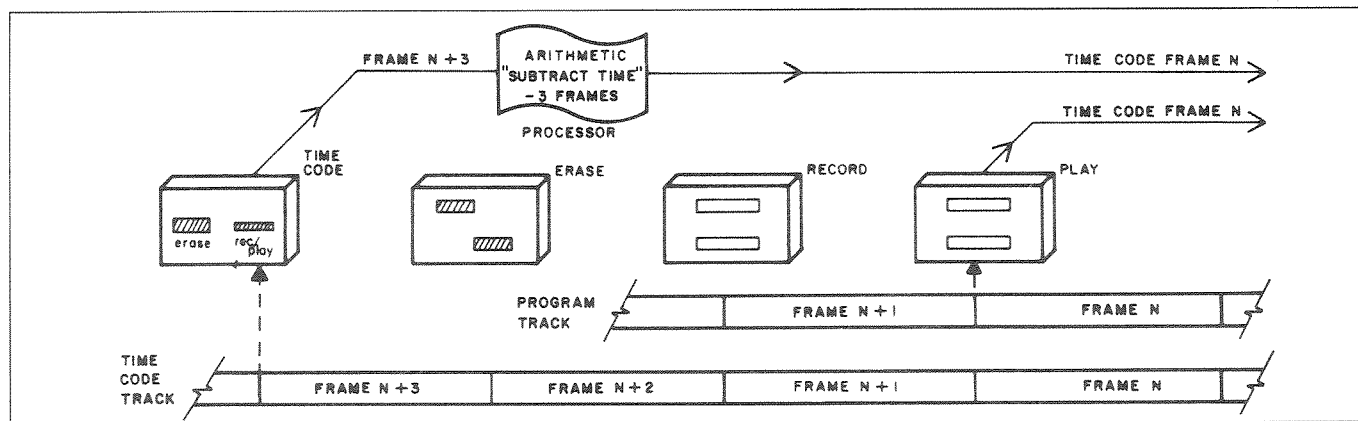 FRAME N+3
ARITHMETIC
"SUBTRACT TIME"
-3 FRAMES
PROCESSOR
TIME CODE FRAME N
TIME CODE FRAME N
TIME
CODE
ERASE
RECORD
PLAY
erase
rec/
play
PROGRAM
TRACK
FRAME N+1
FRAME N
TIME
CODE
TRACK
FRAME N+3
FRAME N+2
FRAME N+1
FRAME N